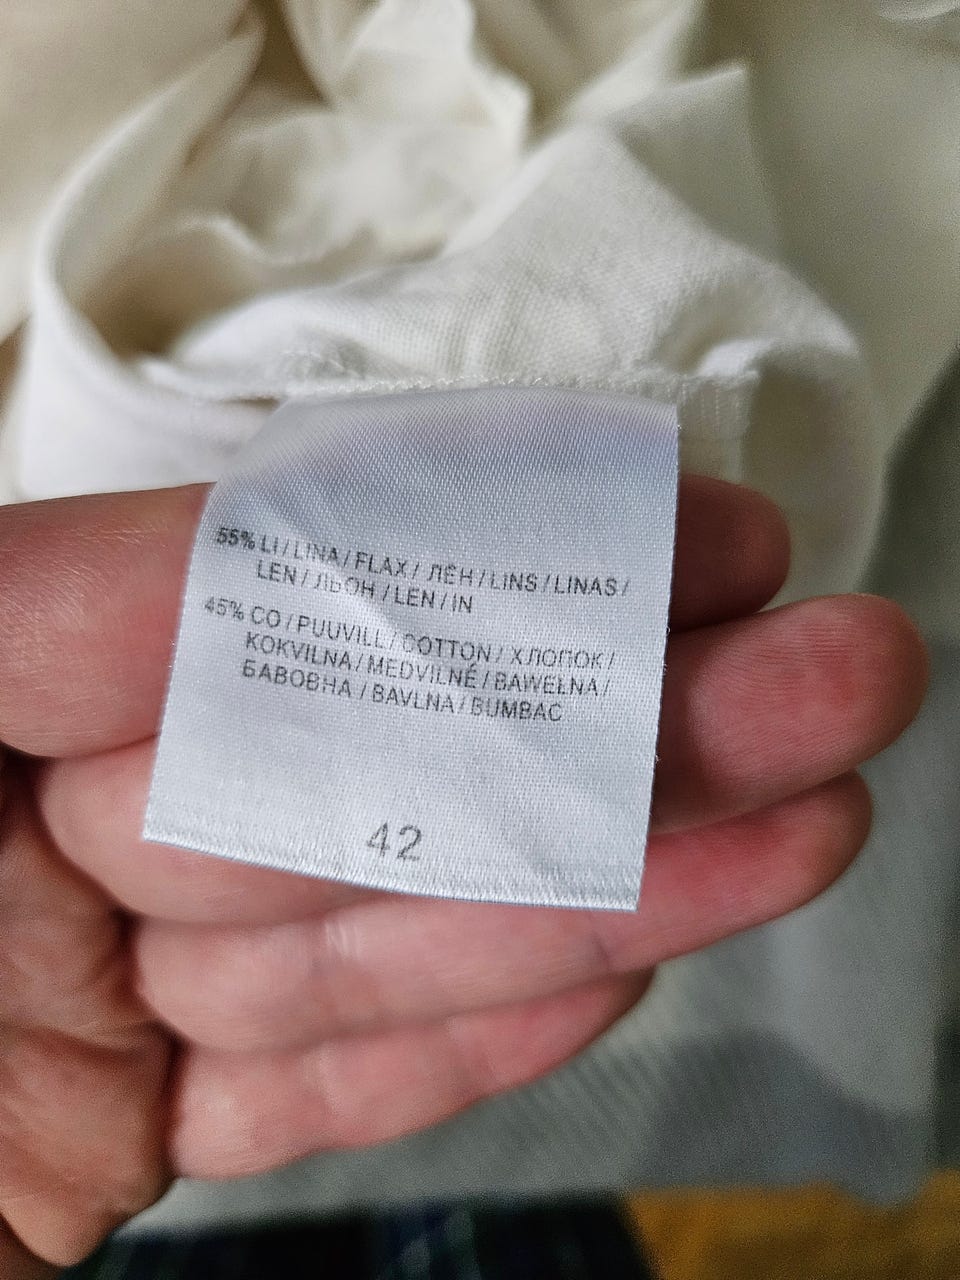 55% LI / LINA / FLAX / ЛЁН / LINS / LINAS /
LEN / ЛЬОН / LEN / IN
45% CO / PUUVILL / COTTON / ХЛОПОК /
KOKVILNA / MEDVILNĖ / BAWEŁNA /
БАВОВНА / BAVLNA / BUMBAC
42